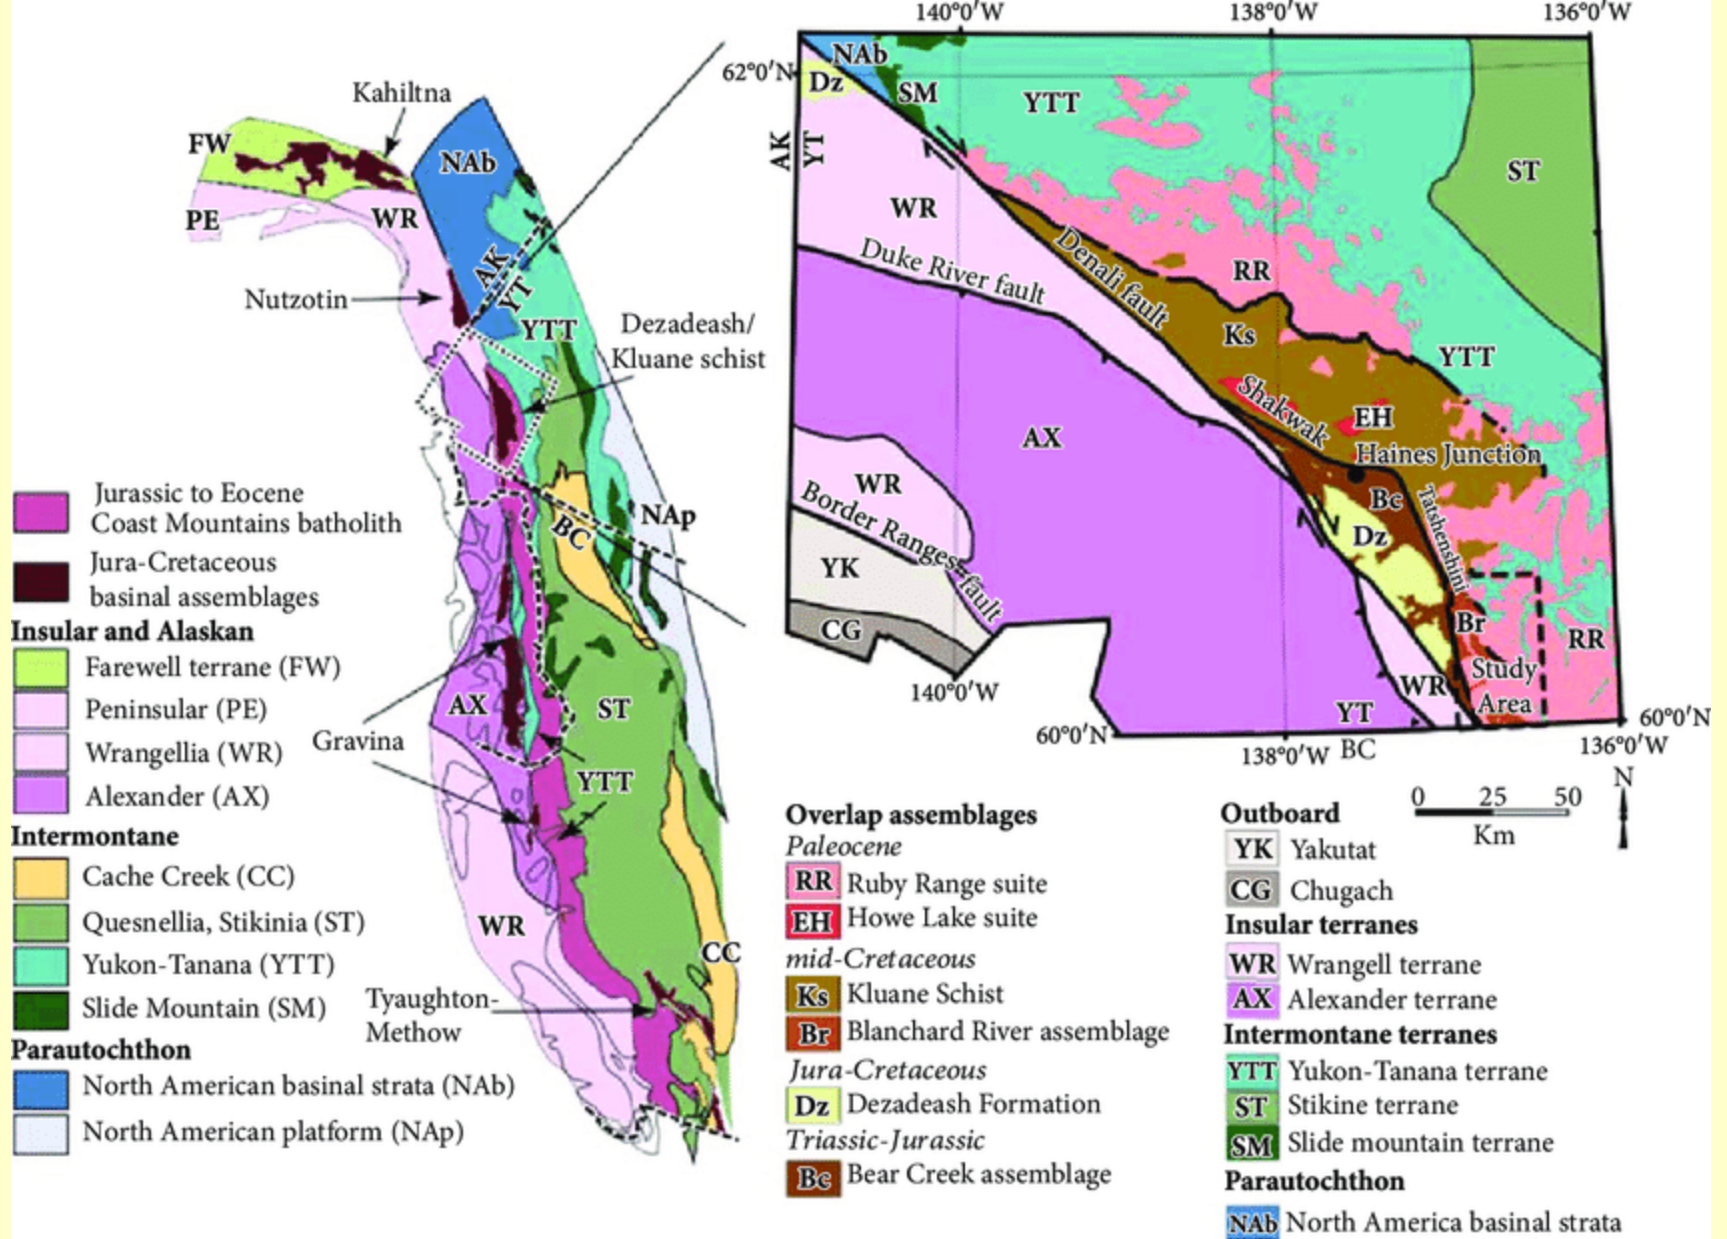 Kahiltna
FW
NAb
PE
WR
AK
YT
Nutzotin
YTT
Dezadeash/
Kluane schist
BC
NAp
AX
ST
Gravina
YTT
WR
CC
Tyaughton-
Methow
Jurassic to Eocene
Coast Mountains batholith
Jura-Cretaceous
basinal assemblages
Insular and Alaskan
Farewell terrane (FW)
Peninsular (PE)
Wrangellia (WR)
Alexander (AX)
Intermontane
Cache Creek (CC)
Quesnellia, Stikinia (ST)
Yukon-Tanana (YTT)
Slide Mountain (SM)
Parautochthon
North American basinal strata (NAb)
North American platform (NAp)
140°0′W
138°0′W
136°0′W
62°0′N
NAb
Dz
SM
YTT
AK
YT
ST
WR
Duke River fault
Denali fault
RR
Ks
YTT
Shakwak
EH
AX
Haines Junction
WR
Bc
Tatshenshini
Border Ranges fault
Dz
YK
Br
RR
CG
Study
Area
WR
140°0′W
YT
60°0′N
60°0′N
138°0′W
BC
136°0′W
N
0 25 50
Km
Overlap assemblages
Paleocene
RR Ruby Range suite
EH Howe Lake suite
mid-Cretaceous
Ks Kluane Schist
Br Blanchard River assemblage
Jura-Cretaceous
Dz Dezadeash Formation
Triassic-Jurassic
Bc Bear Creek assemblage
Outboard
YK Yakutat
CG Chugach
Insular terranes
WR Wrangell terrane
AX Alexander terrane
Intermontane terranes
YTT Yukon-Tanana terrane
ST Stikine terrane
SM Slide mountain terrane
Parautochthon
NAb North America basinal strata